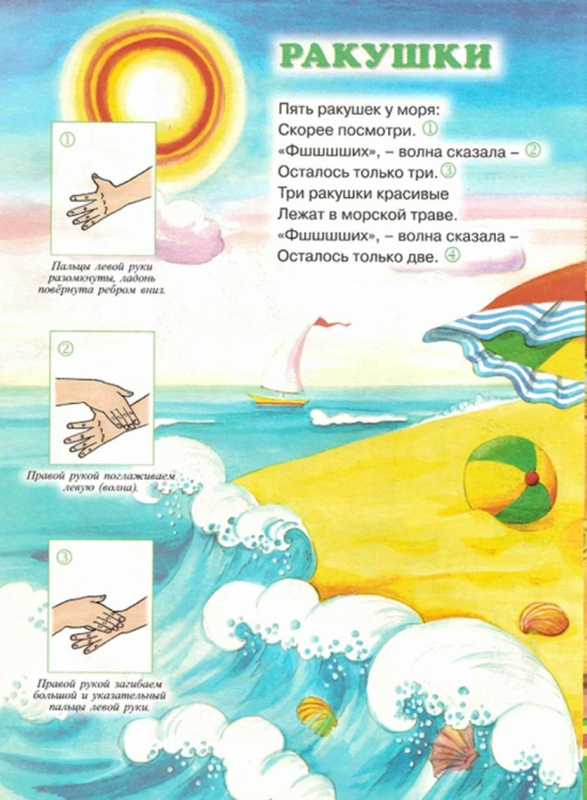 РАКУШКИ
Пять ракушек у моря:
Скорее посмотри. ①
«Фшшшших», – волна сказала – ②
Осталось только три. ③
Три ракушки красивые
Лежат в морской траве.
«Фшшшших», – волна сказала –
Осталось только две. ④
①
Пальцы левой руки
разомкнуты, ладонь
повёрнута ребром вниз.
②
Правой рукой поглаживаем
левую (волна).
③
Правой рукой загибаем
большой и указательный
пальцы левой руки.